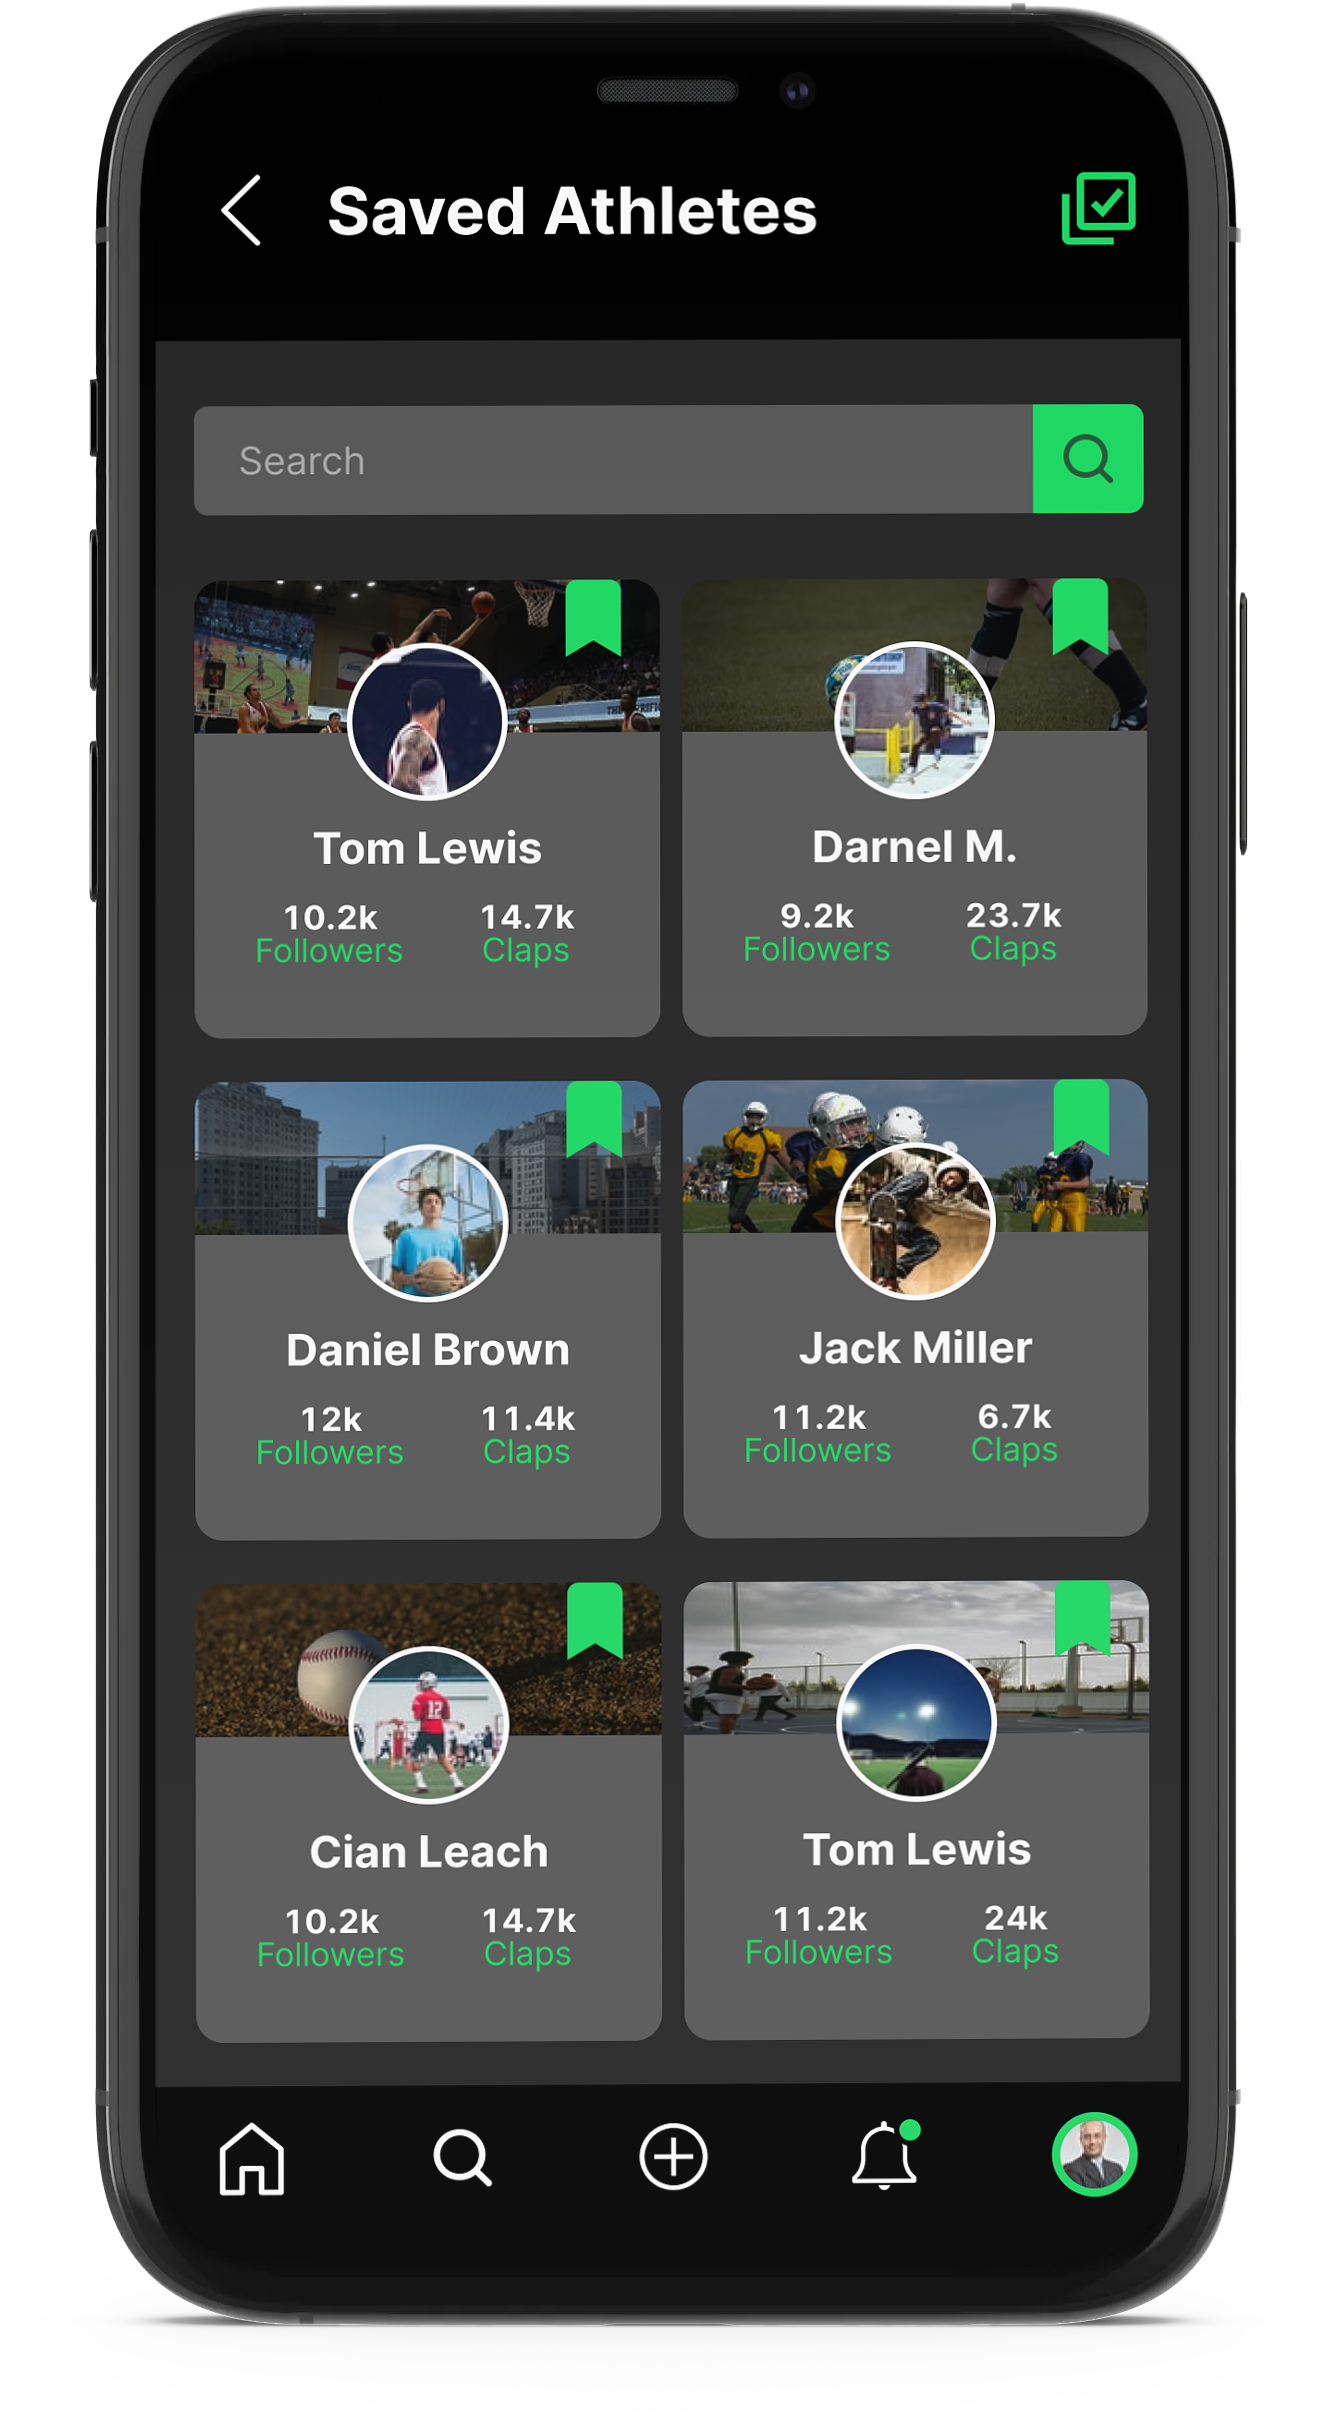 Saved Athletes
Search
Tom Lewis
10.2k 14.7k
Followers Claps
Darnel M.
9.2k 23.7k
Followers Claps
Daniel Brown
12k 11.4k
Followers Claps
Jack Miller
11.2k 6.7k
Followers Claps
12
Cian Leach
10.2k 14.7k
Followers Claps
Tom Lewis
11.2k 24k
Followers Claps